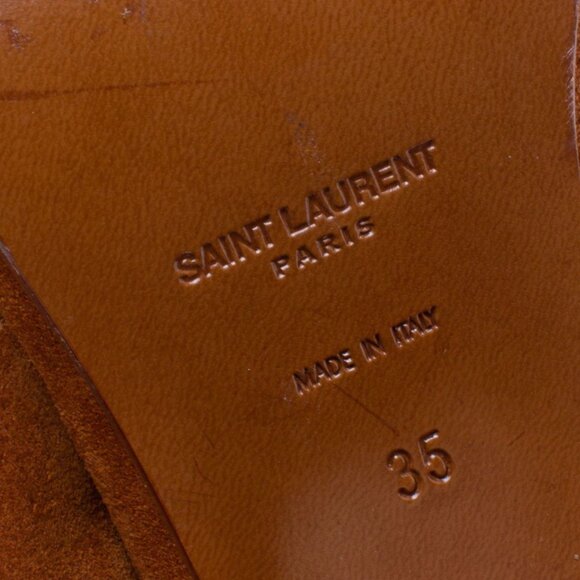 SAINT LAURENT
PARIS
MADE IN ITALY
35